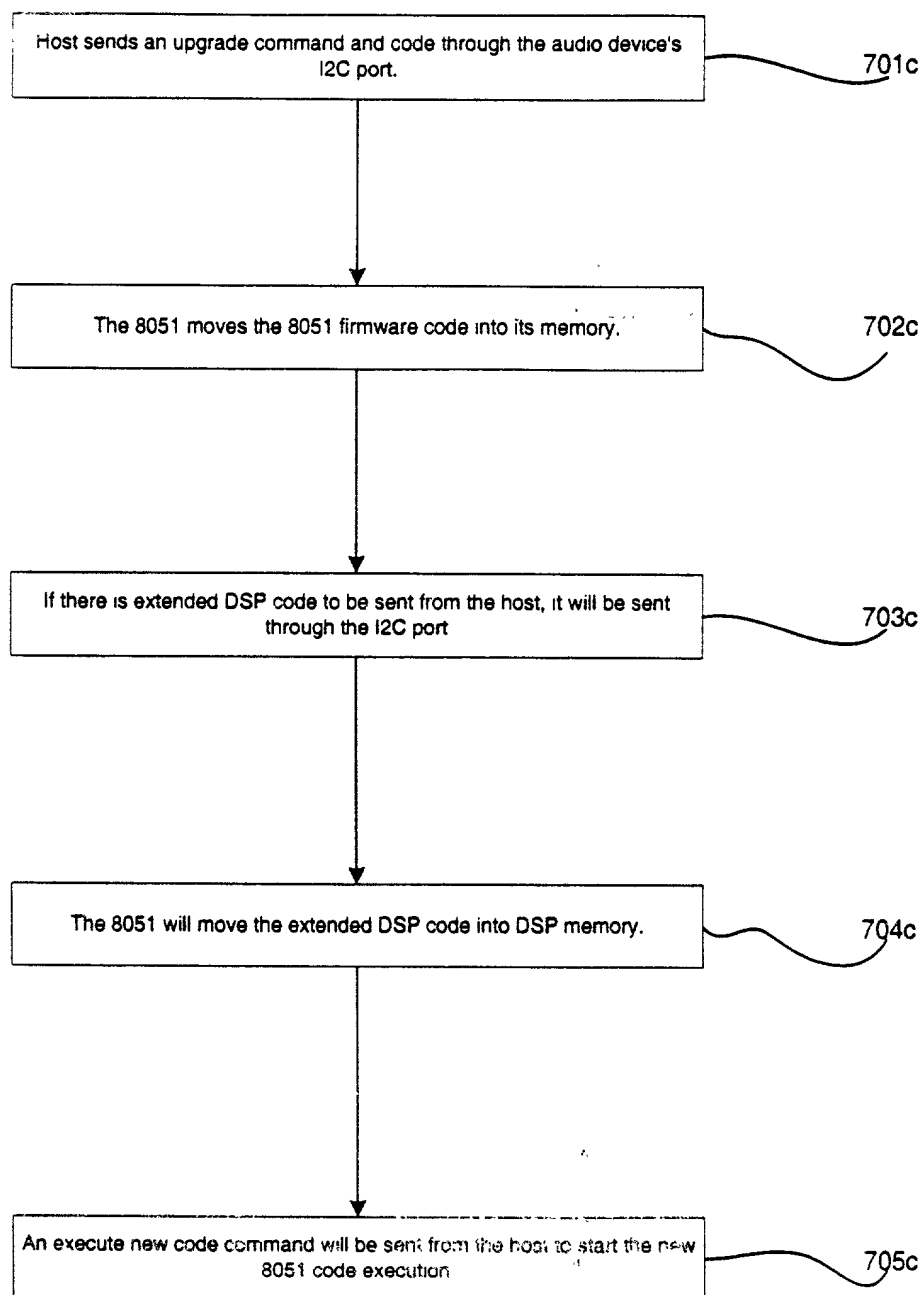 Host sends an upgrade command and code through the audio device's
I2C port.
701c
The 8051 moves the 8051 firmware code into its memory.
702c
If there is extended DSP code to be sent from the host, it will be sent
through the I2C port
703c
The 8051 will move the extended DSP code into DSP memory.
704c
An execute new code command will be sent from the host to start the new
8051 code execution
705c